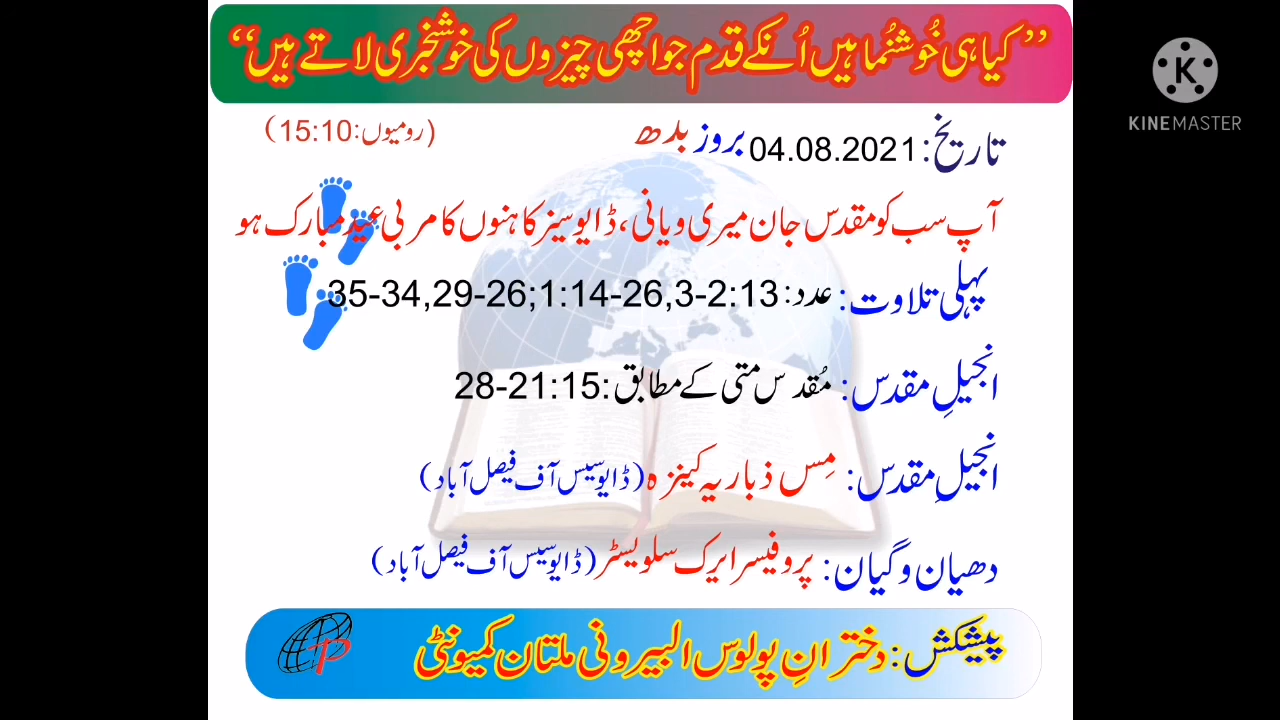 ”کیا ہی خُوشنُما ہیں اُنکے قدم جو اچھی چیزوں کی خوشخبری لاتے ہیں“
K
KINEMASTER
تاریخ: 04.08.2021 بروز بدھ (رومیوں:15:10)
آپ سب کو مقدس جان میری ویانی، ڈایوسیز کاہنوں کا مربی عید مبارک ہو
پہلی تلاوت: عدد: 2:13-3,26-1:14;26-29,34-35
انجیلِ مقدس: مُقدس متی کے مطابق: 21:15-28
انجیلِ مقدس: مِس ذباریہ کینزہ (ڈایوسیس آف فیصل آباد)
دھیان و گیان: پروفیسر ایرک سلویسٹر (ڈایوسیس آف فیصل آباد)
پیشکش: دخترانِ پولوس البیرونی ملتان کمیونٹی